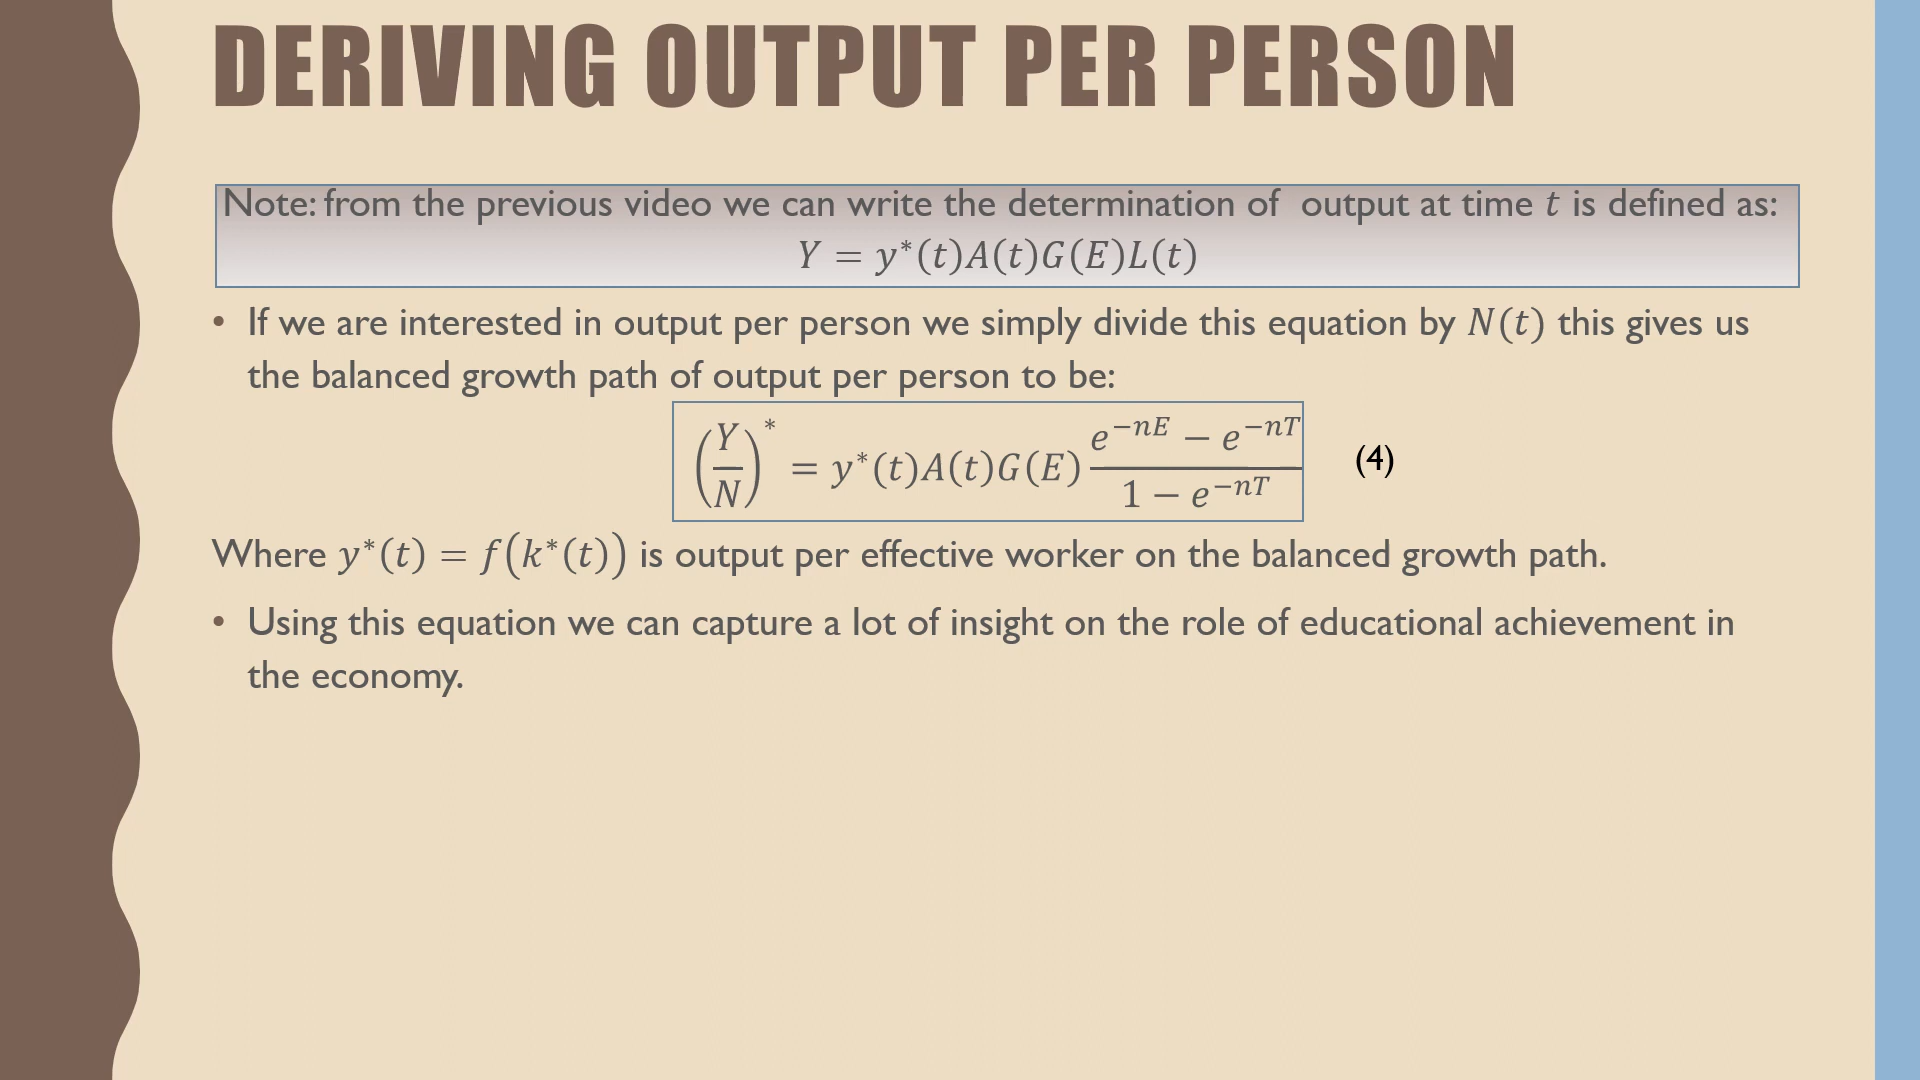 DERIVING OUTPUT PER PERSON
Note: from the previous video we can write the determination of output at time t is defined as:
Y = y*(t)A(t)G(E)L(t)
• If we are interested in output per person we simply divide this equation by N(t) this gives us
the balanced growth path of output per person to be:
(Y/N)* = y*(t)A(t)G(E) (e^{-nE} − e^{-nT})/(1 − e^{-nT}) (4)
Where y*(t) = f(k*(t)) is output per effective worker on the balanced growth path.
• Using this equation we can capture a lot of insight on the role of educational achievement in
the economy.